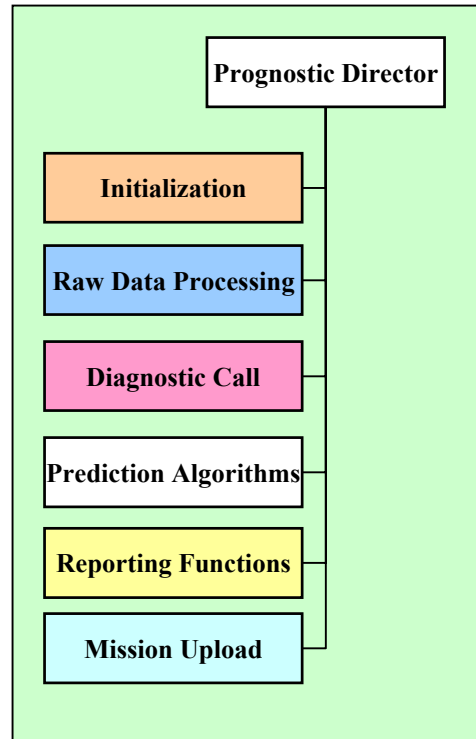 Prognostic Director
Initialization
Raw Data Processing
Diagnostic Call
Prediction Algorithms
Reporting Functions
Mission Upload